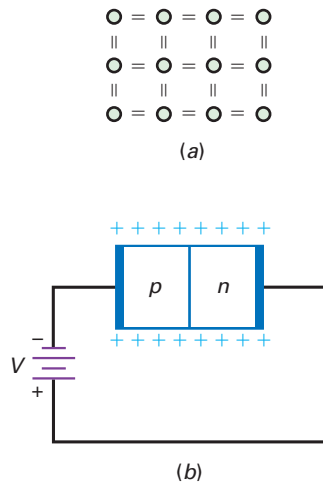 (a)
+ + + + + + + +
p n
−
V
+
+ + + + + + + +
(b)